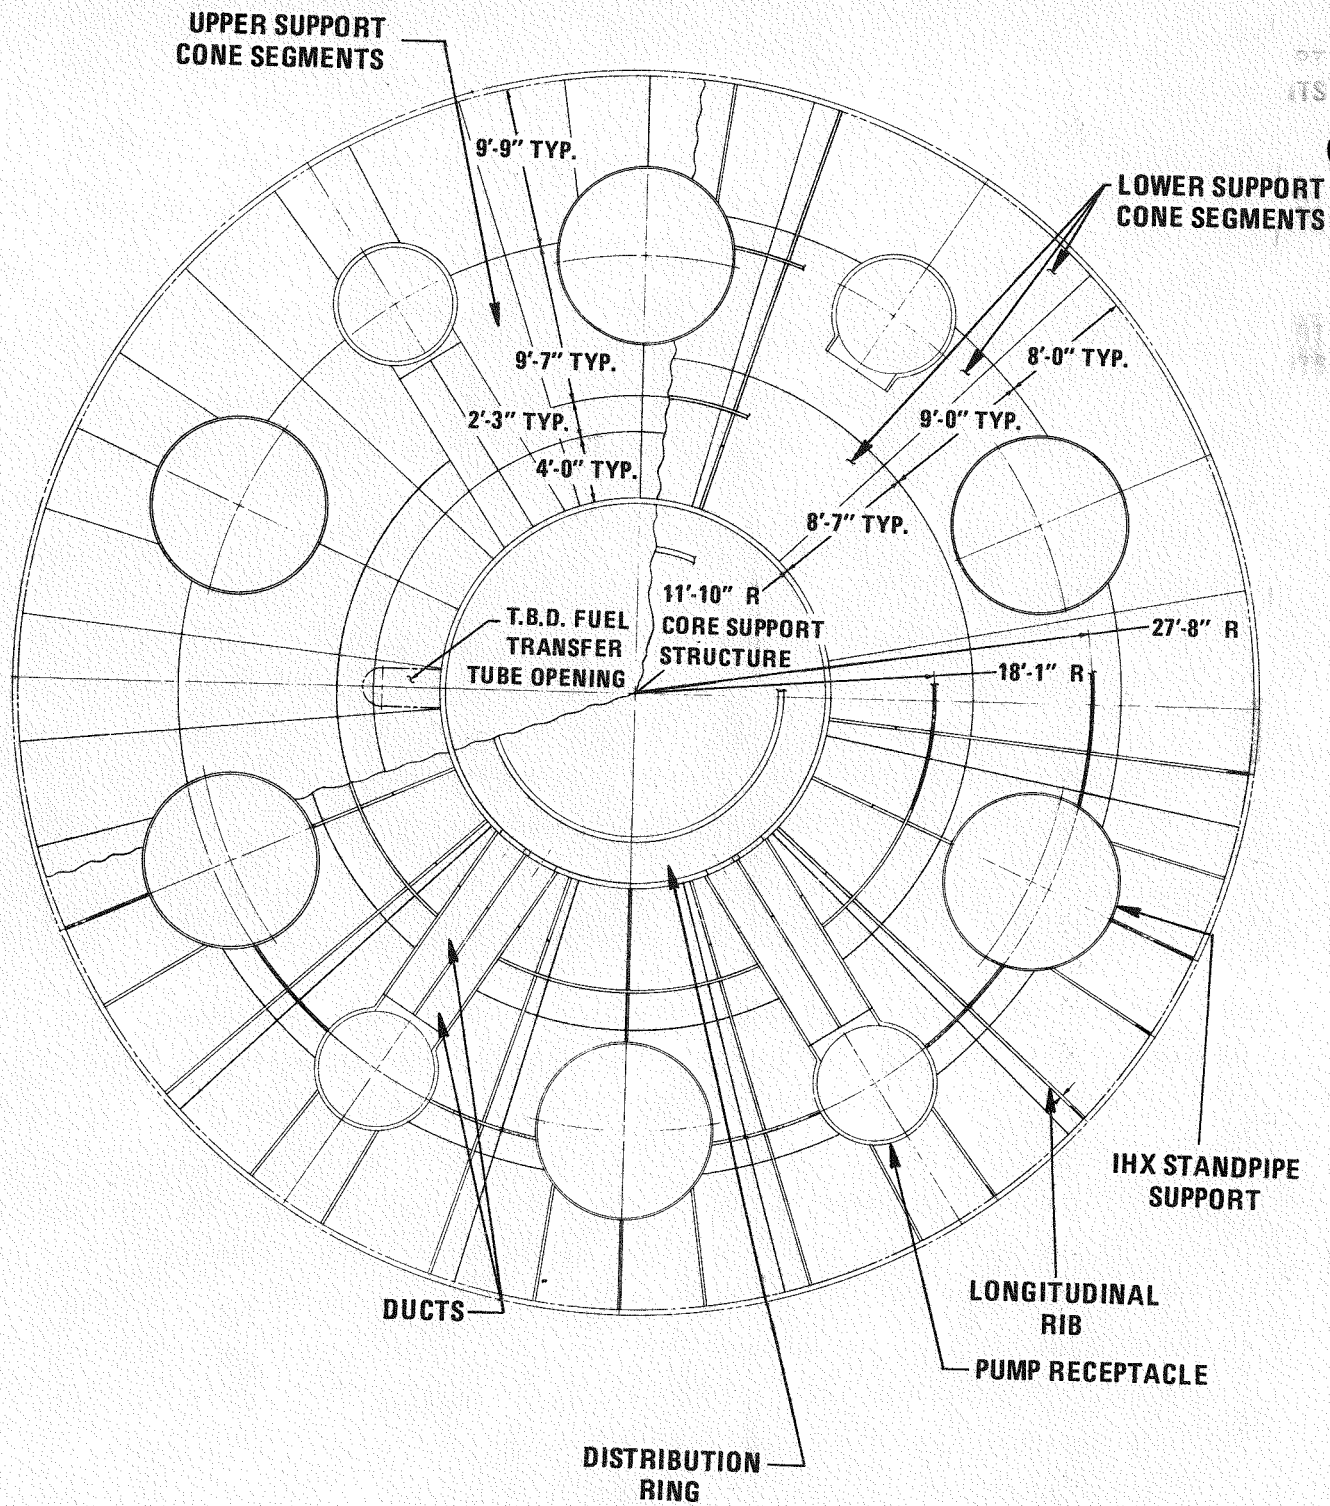 UPPER SUPPORT
CONE SEGMENTS
LOWER SUPPORT
CONE SEGMENTS
9'-9" TYP.
9'-7" TYP.
2'-3" TYP.
4'-0" TYP.
8'-0" TYP.
9'-0" TYP.
8'-7" TYP.
11'-10" R
CORE SUPPORT
STRUCTURE
T.B.D. FUEL
TRANSFER
TUBE OPENING
27'-8" R
18'-1" R
IHX STANDPIPE
SUPPORT
LONGITUDINAL
RIB
PUMP RECEPTACLE
DUCTS
DISTRIBUTION
RING